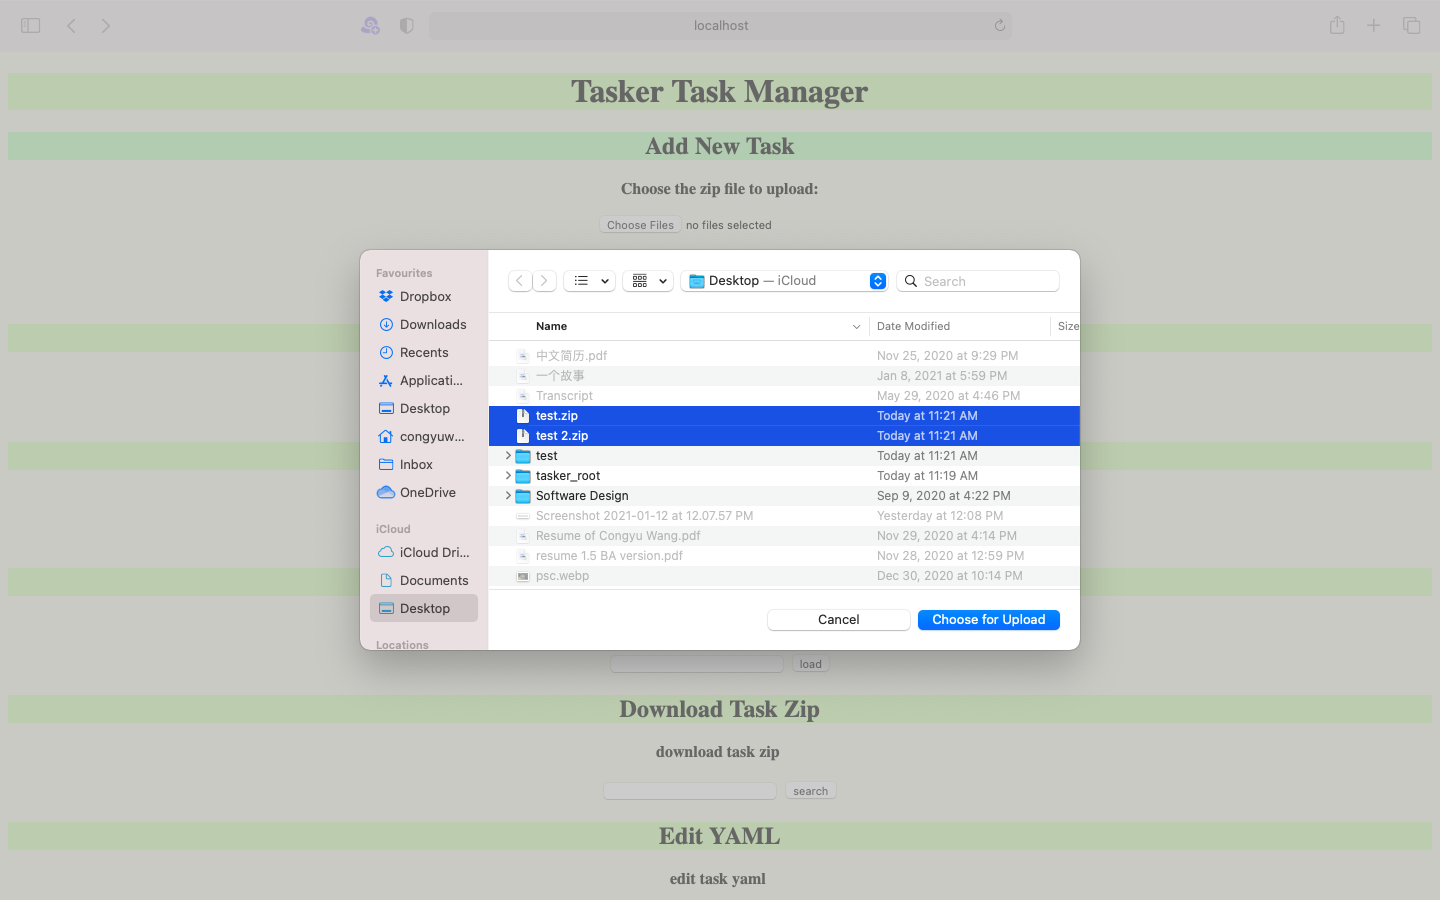 localhost
Tasker Task Manager
Add New Task
Choose the zip file to upload:
Choose Files no files selected
Favourites
Dropbox
Downloads
Recents
Applicati...
Desktop
congyuw...
Inbox
OneDrive
iCloud
iCloud Dri...
Documents
Desktop
Locations
Desktop — iCloud
Search
Name Date Modified Size
中文简历.pdf Nov 25, 2020 at 9:29 PM
一个故事 Jan 8, 2021 at 5:59 PM
Transcript May 29, 2020 at 4:46 PM
test.zip Today at 11:21 AM
test 2.zip Today at 11:21 AM
test Today at 11:21 AM
tasker_root Today at 11:19 AM
Software Design Sep 9, 2020 at 4:22 PM
Screenshot 2021-01-12 at 12.07.57 PM Yesterday at 12:08 PM
Resume of Congyu Wang.pdf Nov 29, 2020 at 4:14 PM
resume 1.5 BA version.pdf Nov 28, 2020 at 12:59 PM
psc.webp Dec 30, 2020 at 10:14 PM
Cancel Choose for Upload
load
Download Task Zip
download task zip
search
Edit YAML
edit task yaml